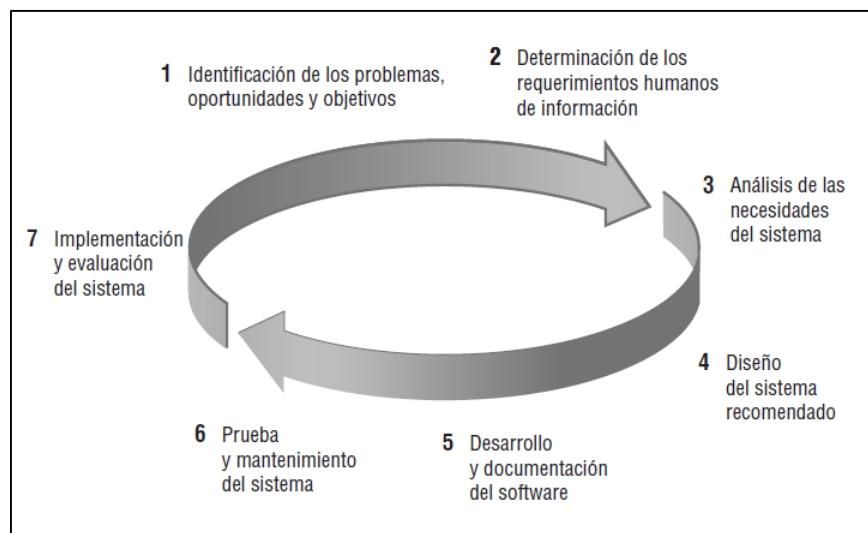 1 Identificación de los problemas,
oportunidades y objetivos
2 Determinación de los
requerimientos humanos
de información
3 Análisis de las
necesidades
del sistema
4 Diseño
del sistema
recomendado
5 Desarrollo
y documentación
del software
6 Prueba
y mantenimiento
del sistema
7 Implementación
y evaluación
del sistema